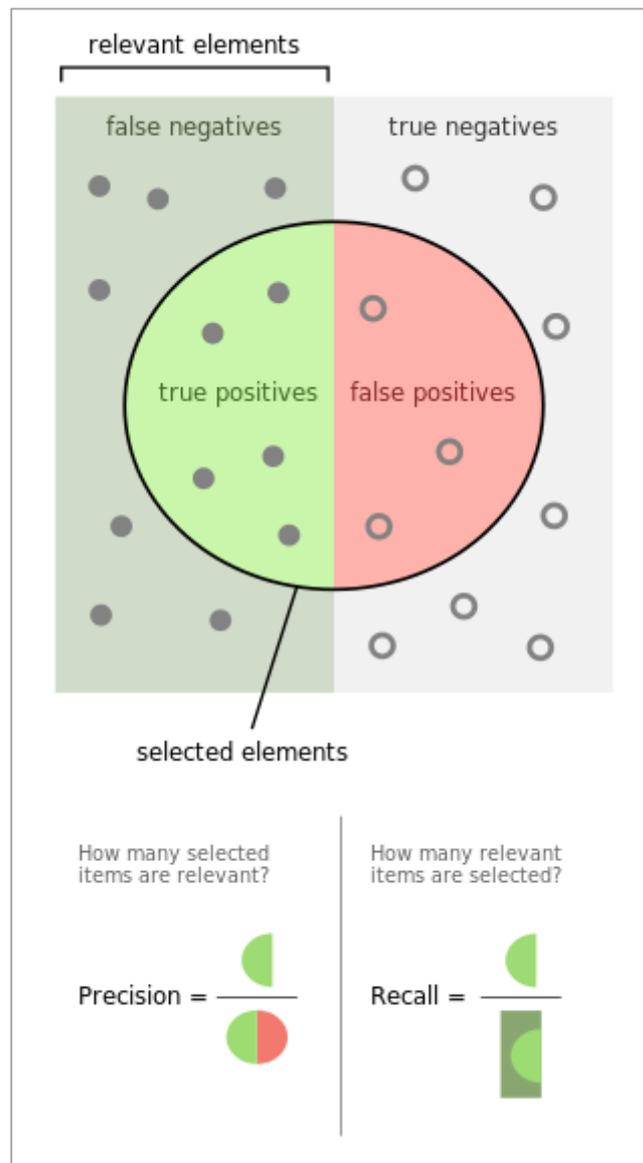 relevant elements
false negatives
true negatives
true positives
false positives
selected elements
How many selected
items are relevant?
Precision =
How many relevant
items are selected?
Recall =